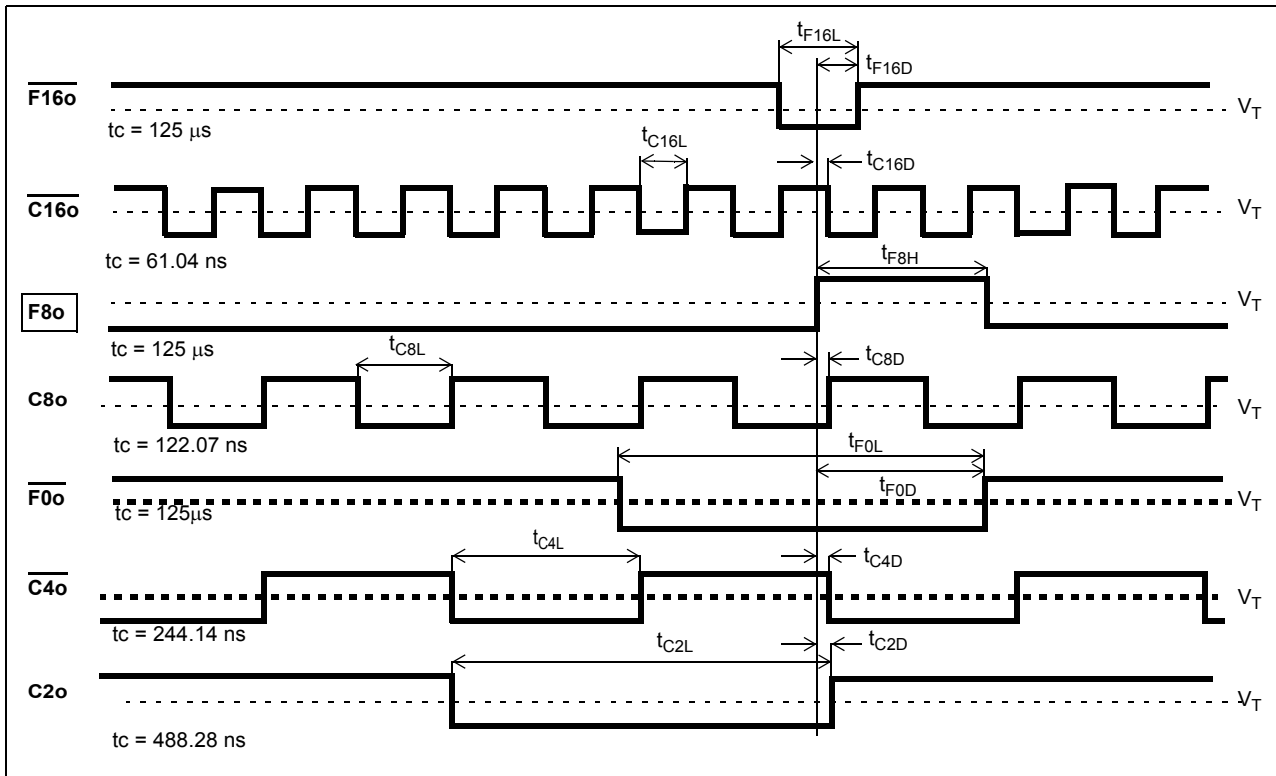 tF16L
tF16D
F16o
VT
tc = 125 μs
tC16L
tC16D
C16o
VT
tc = 61.04 ns
tF8H
F8o
VT
tc = 125 μs
tC8L
tC8D
C8o
VT
tc = 122.07 ns
tF0L
F0o
tF0D
VT
tc = 125μs
tC4L
tC4D
C4o
VT
tc = 244.14 ns
tC2L
tC2D
C2o
VT
tc = 488.28 ns